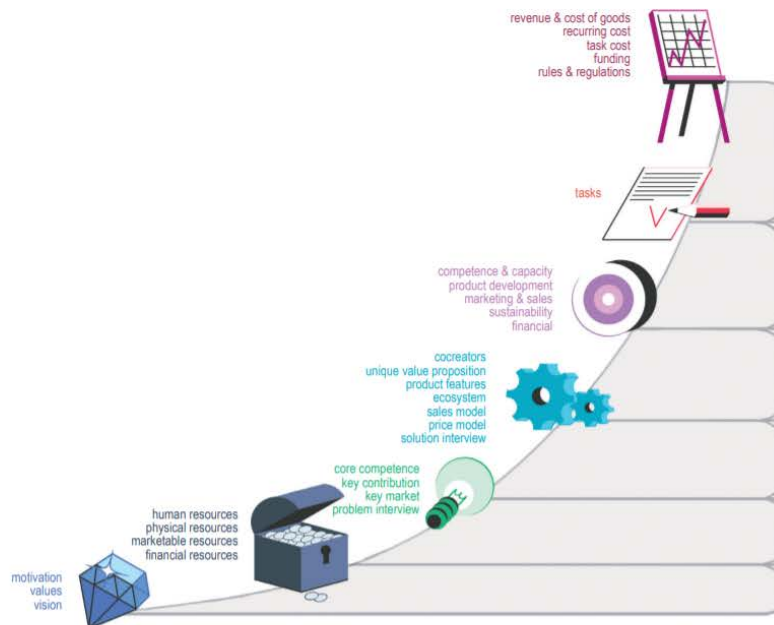 revenue & cost of goods
recurring cost
task cost
funding
rules & regulations
tasks
competence & capacity
product development
marketing & sales
sustainability
financial
cocreators
unique value proposition
product features
ecosystem
sales model
price model
solution interview
core competence
key contribution
key market
problem interview
human resources
physical resources
marketable resources
financial resources
motivation
values
vision